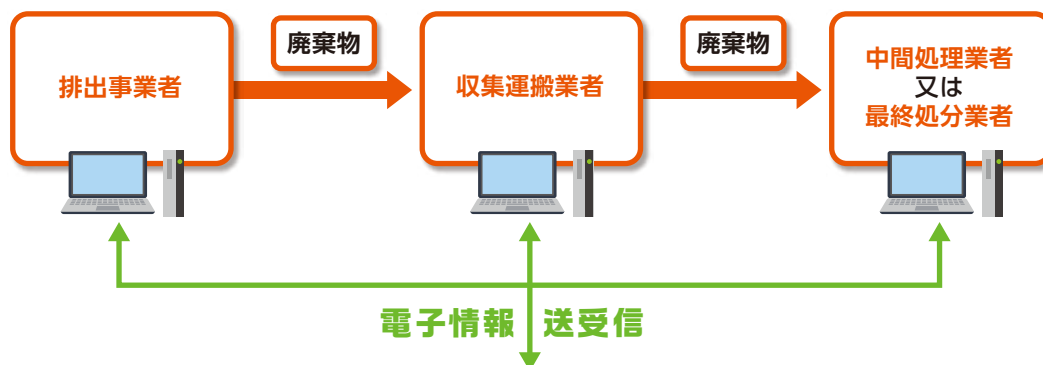 廃棄物
廃棄物
排出事業者
収集運搬業者
中間処理業者
又は
最終処分業者
電子情報 送受信